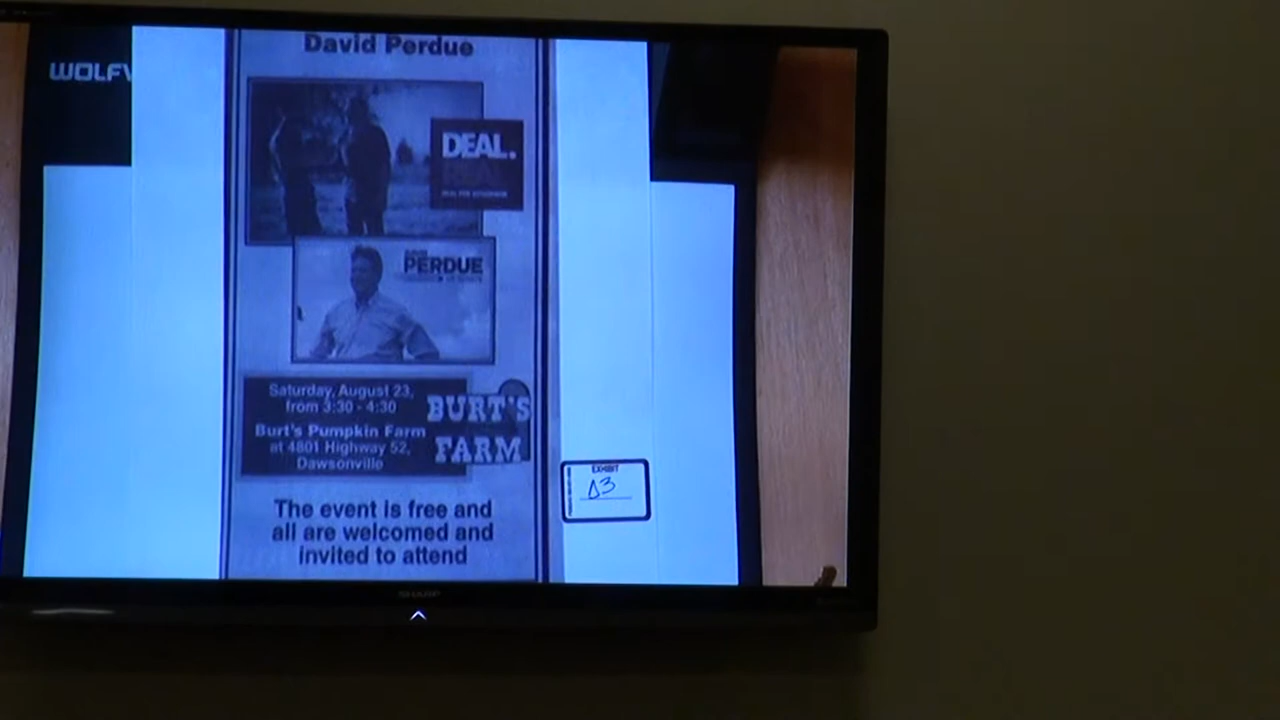 WOLFV
David Perdue
DEAL.
PERDUE
Saturday, August 23,
from 3:30 - 4:30
Burt's Pumpkin Farm
at 4801 Highway 52,
Dawsonville
BURT'S
FARM
EXHIBIT
Δ3
The event is free and
all are welcomed and
invited to attend
SHARP